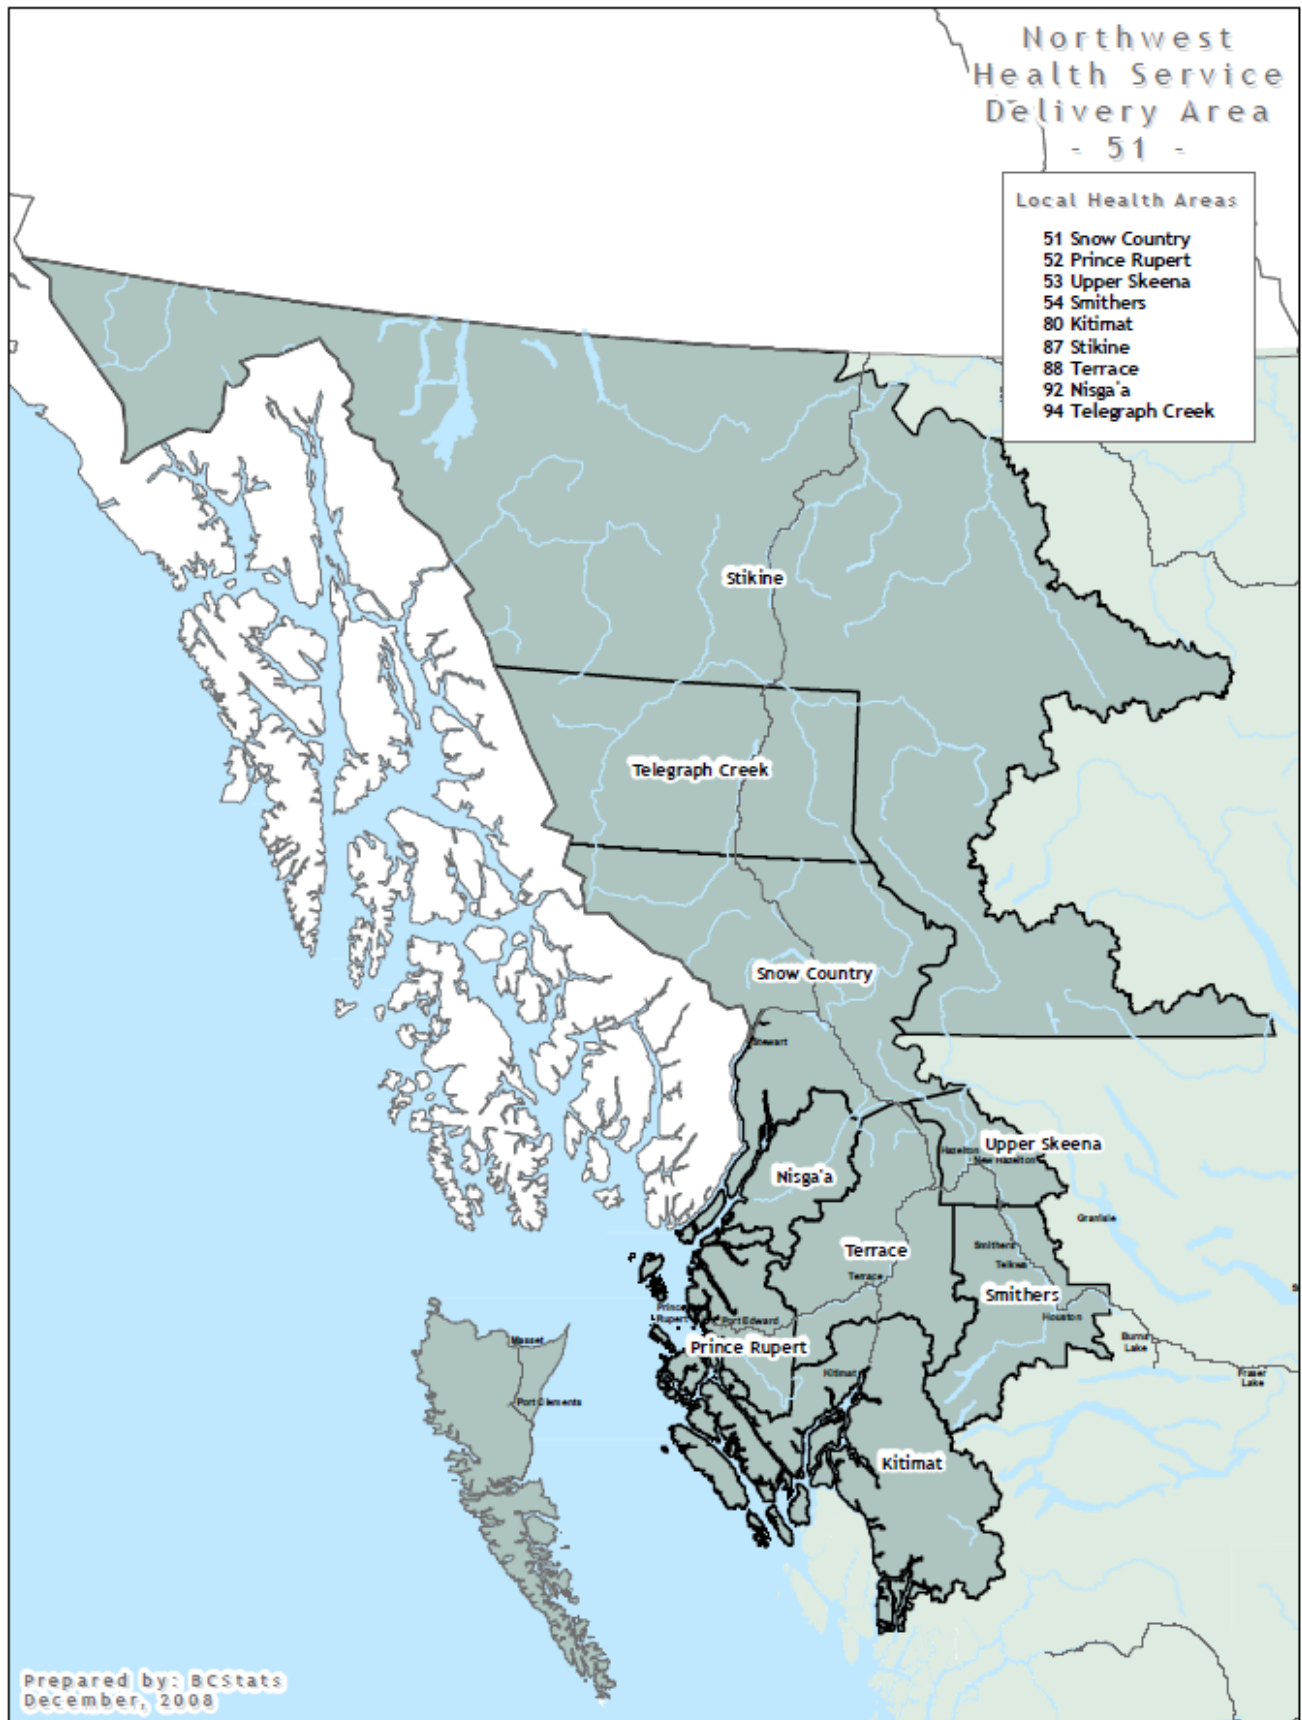 Northwest
Health Service
Delivery Area
- 51 -
Local Health Areas
51 Snow Country
52 Prince Rupert
53 Upper Skeena
54 Smithers
80 Kitimat
87 Stikine
88 Terrace
92 Nisga'a
94 Telegraph Creek
Stikine
Telegraph Creek
Snow Country
Stewart
Upper Skeena
Hazelton
New Hazelton
Nisga'a
Granisle
Terrace
Smithers
Telkwa
Terrace
Smithers
Prince
Rupert
Port Edward
Houston
Masset
Burns
Lake
Prince Rupert
Kitimat
Fraser
Lake
Port Clements
Kitimat
Prepared by: BCStats
December, 2008